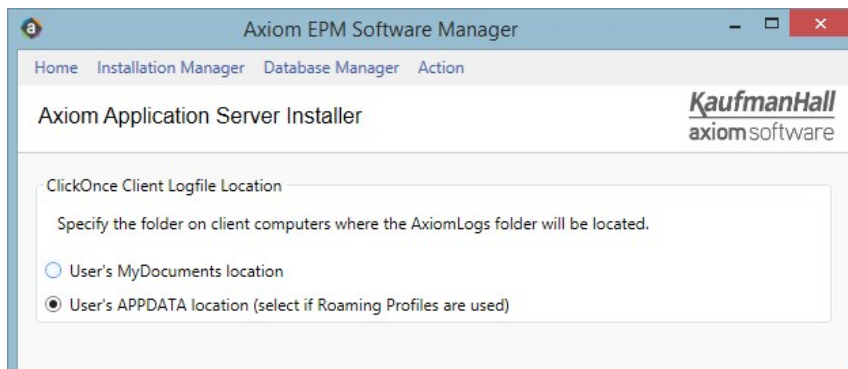 a
Axiom EPM Software Manager
Home Installation Manager Database Manager Action
Axiom Application Server Installer
KaufmanHall
axiom software
ClickOnce Client Logfile Location
Specify the folder on client computers where the AxiomLogs folder will be located.
User's MyDocuments location
User's APPDATA location (select if Roaming Profiles are used)